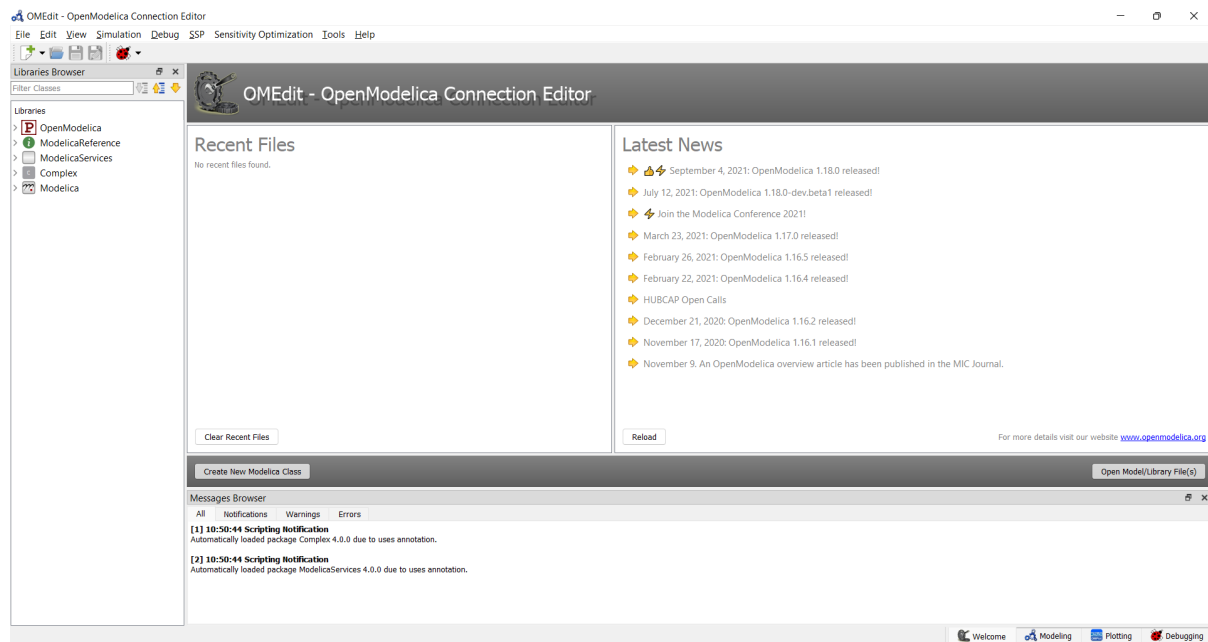 OMEdit - OpenModelica Connection Editor
File Edit View Simulation Debug SSP Sensitivity Optimization Tools Help
Libraries Browser
Filter Classes
Libraries
P OpenModelica
i ModelicaReference
ModelicaServices
C Complex
Modelica
OMEdit - OpenModelica Connection Editor
Recent Files
No recent files found.
Clear Recent Files
Latest News
September 4, 2021: OpenModelica 1.18.0 released!
July 12, 2021: OpenModelica 1.18.0-dev.beta1 released!
Join the Modelica Conference 2021!
March 23, 2021: OpenModelica 1.17.0 released!
February 26, 2021: OpenModelica 1.16.5 released!
February 22, 2021: OpenModelica 1.16.4 released!
HUBCAP Open Calls
December 21, 2020: OpenModelica 1.16.2 released!
November 17, 2020: OpenModelica 1.16.1 released!
November 9. An OpenModelica overview article has been published in the MIC Journal.
Reload
For more details visit our website www.openmodelica.org
Create New Modelica Class
Open Model/Library File(s)
Messages Browser
All Notifications Warnings Errors
[1] 10:50:44 Scripting Notification
Automatically loaded package Complex 4.0.0 due to uses annotation.
[2] 10:50:44 Scripting Notification
Automatically loaded package ModelicaServices 4.0.0 due to uses annotation.
Welcome Modeling Plotting Debugging